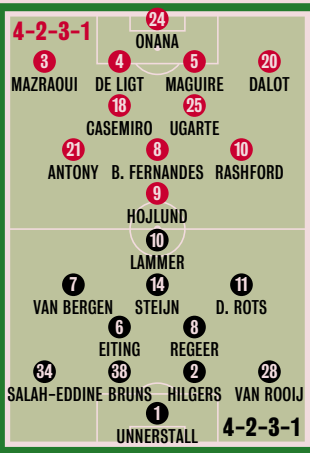 24
4-2-3-1
ONANA
3 4 5 20
MAZRAOUI DE LIGT MAGUIRE DALOT
18 25
CASEMIRO UGARTE
21 8 10
ANTONY B. FERNANDES RASHFORD
9
HOJLUND
10
LAMMER
7 14 11
VAN BERGEN STEIJN D. ROTS
6 8
EITING REGEER
34 38 2 28
SALAH-EDDINE BRUNS HILGERS VAN ROOIJ
1
UNNERSTALL
4-2-3-1